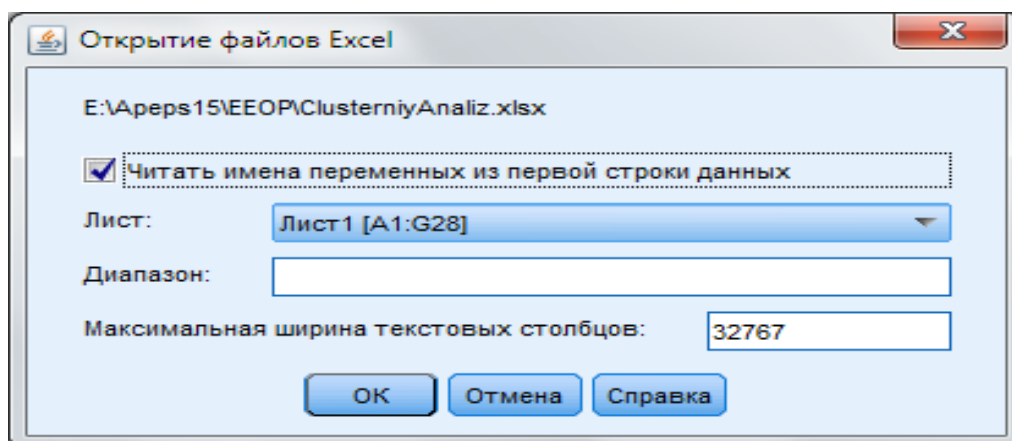 Открытие файлов Excel
E:\Apeps15\EEOP\ClusterniyAnaliz.xlsx
Читать имена переменных из первой строки данных
Лист: Лист1 [A1:G28]
Диапазон:
Максимальная ширина текстовых столбцов: 32767
ОК Отмена Справка